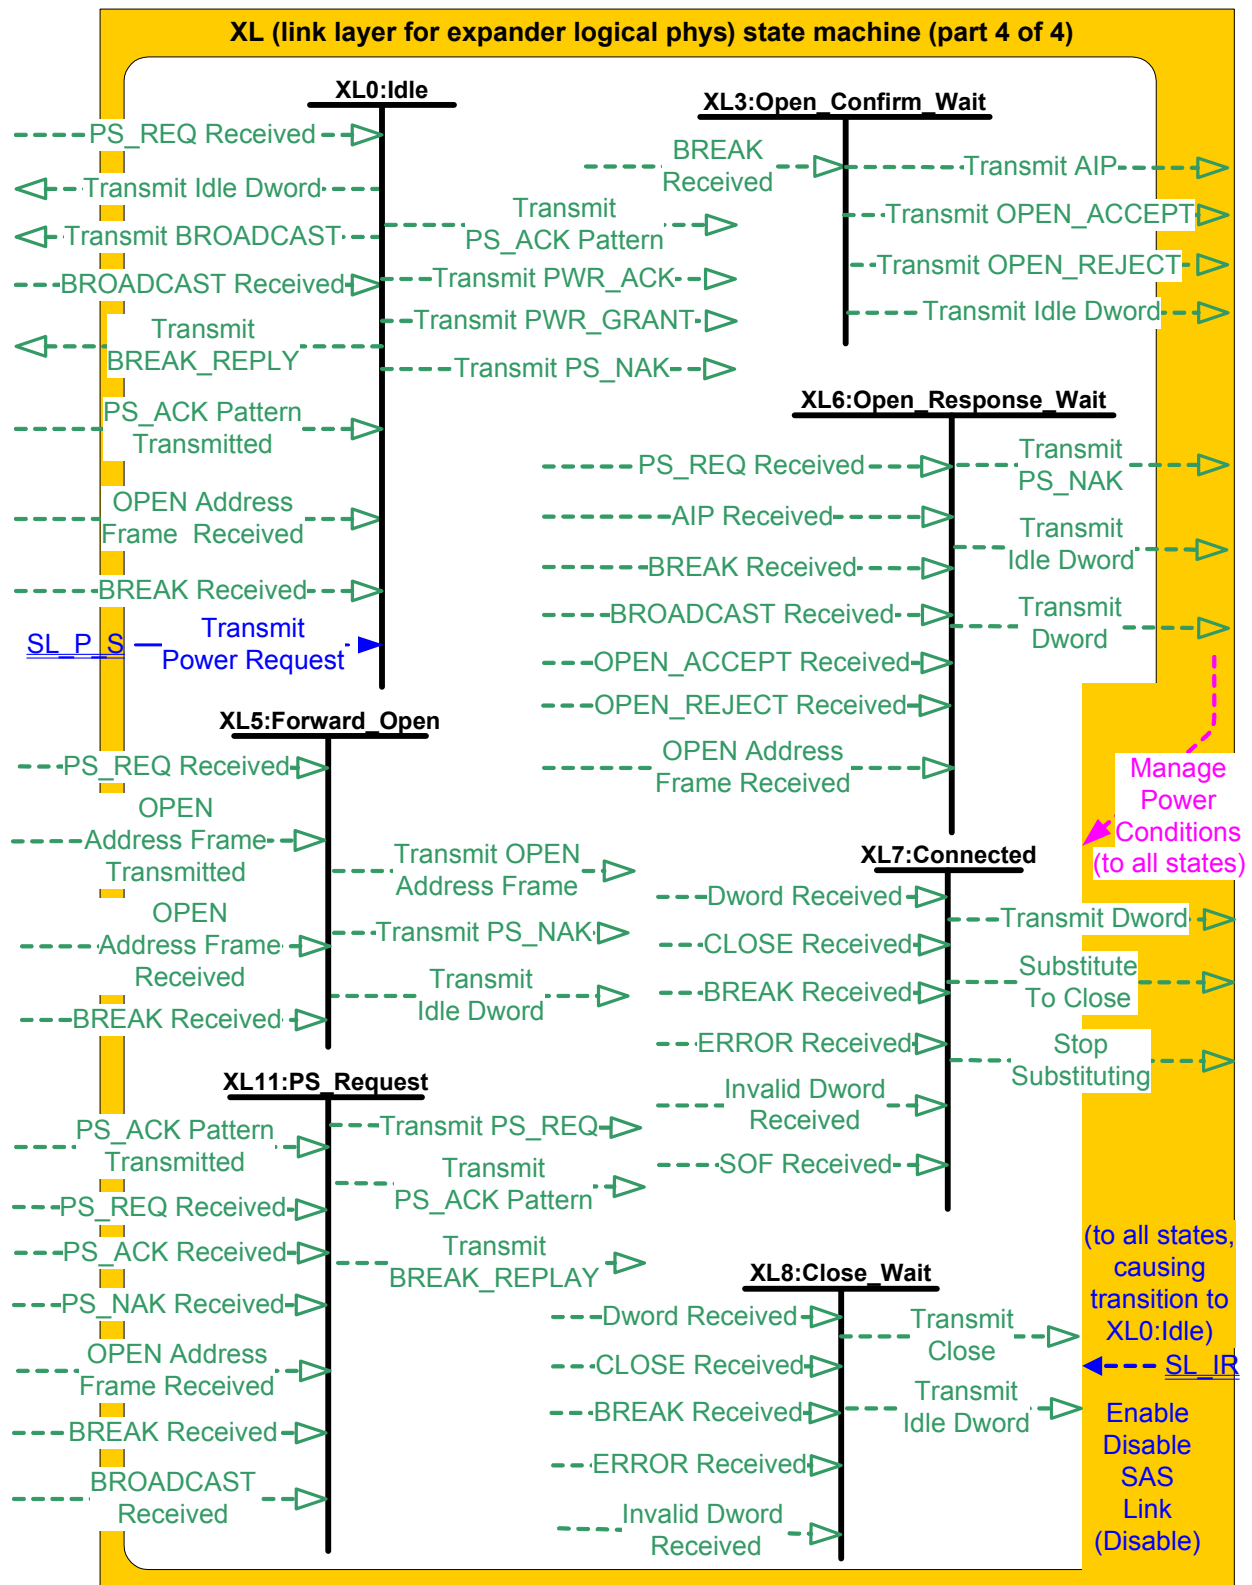 XL (link layer for expander logical phys) state machine (part 4 of 4)
XL0:Idle
PS_REQ Received
Transmit Idle Dword
Transmit BROADCAST
BROADCAST Received
Transmit
BREAK_REPLY
PS_ACK Pattern
Transmitted
OPEN Address
Frame Received
BREAK Received
SL_P_S
Transmit
Power Request
Transmit
PS_ACK Pattern
Transmit PWR_ACK
Transmit PWR_GRANT
Transmit PS_NAK
XL3:Open_Confirm_Wait
BREAK
Received
Transmit AIP
Transmit OPEN_ACCEPT
Transmit OPEN_REJECT
Transmit Idle Dword
XL6:Open_Response_Wait
PS_REQ Received
AIP Received
BREAK Received
BROADCAST Received
OPEN_ACCEPT Received
OPEN_REJECT Received
OPEN Address
Frame Received
Transmit
PS_NAK
Transmit
Idle Dword
Transmit
Dword
Manage
Power
Conditions
(to all states)
XL5:Forward_Open
PS_REQ Received
OPEN
Address Frame
Transmitted
OPEN
Address Frame
Received
BREAK Received
Transmit OPEN
Address Frame
Transmit PS_NAK
Transmit
Idle Dword
XL7:Connected
Dword Received
CLOSE Received
BREAK Received
ERROR Received
Invalid Dword
Received
SOF Received
Transmit Dword
Substitute
To Close
Stop
Substituting
XL11:PS_Request
PS_ACK Pattern
Transmitted
PS_REQ Received
PS_ACK Received
PS_NAK Received
OPEN Address
Frame Received
BREAK Received
BROADCAST
Received
Transmit PS_REQ
Transmit
PS_ACK Pattern
Transmit
BREAK_REPLAY
XL8:Close_Wait
Dword Received
CLOSE Received
BREAK Received
ERROR Received
Invalid Dword
Received
Transmit
Close
Transmit
Idle Dword
(to all states,
causing
transition to
XL0:Idle)
SL_IR
Enable
Disable
SAS
Link
(Disable)